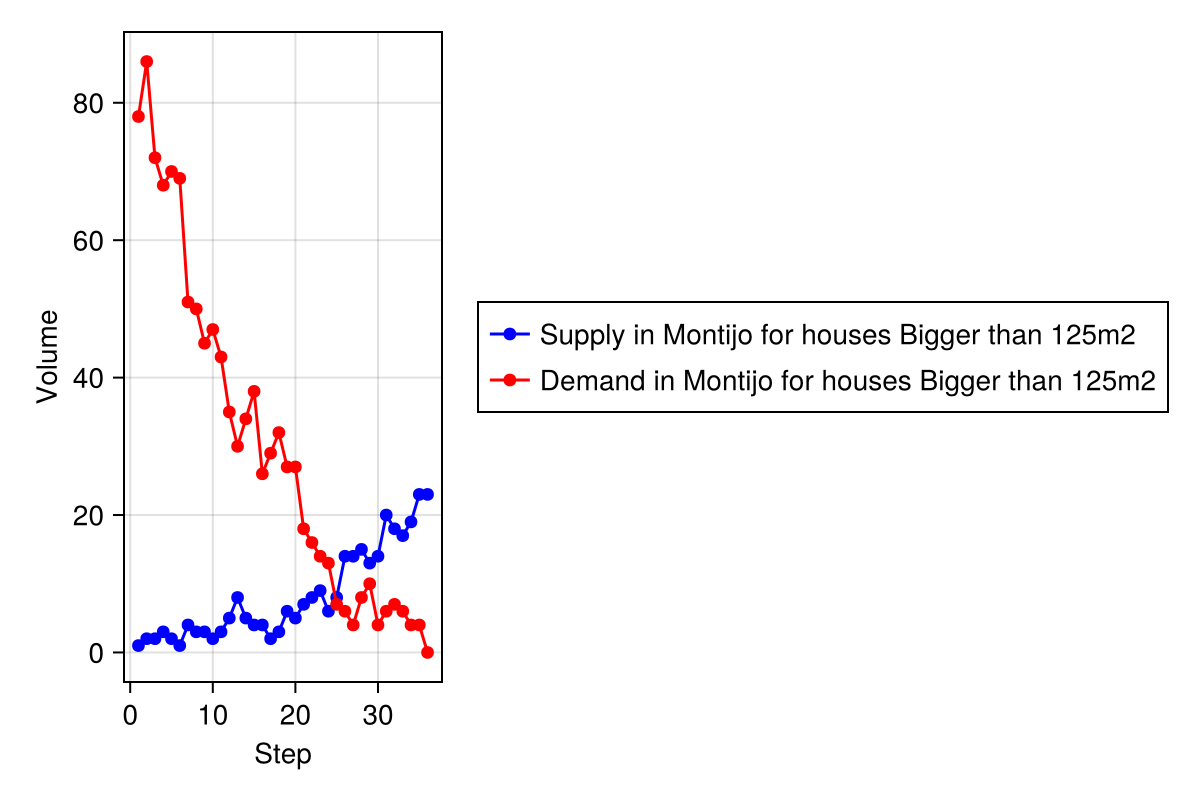 80
60
40
20
0
Volume
0 10 20 30
Step
Supply in Montijo for houses Bigger than 125m2
Demand in Montijo for houses Bigger than 125m2